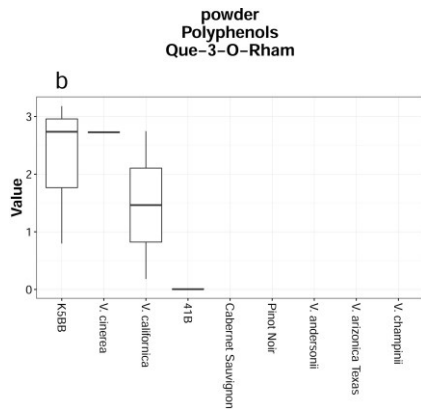 powder
Polyphenols
Que-3-O-Rham
b
Value
3
2
1
0
K5BB
V. cinerea
V. californica
41B
Cabernet Sauvignon
Pinot Noir
V. andersonii
V. arizonica Texas
V. champinii